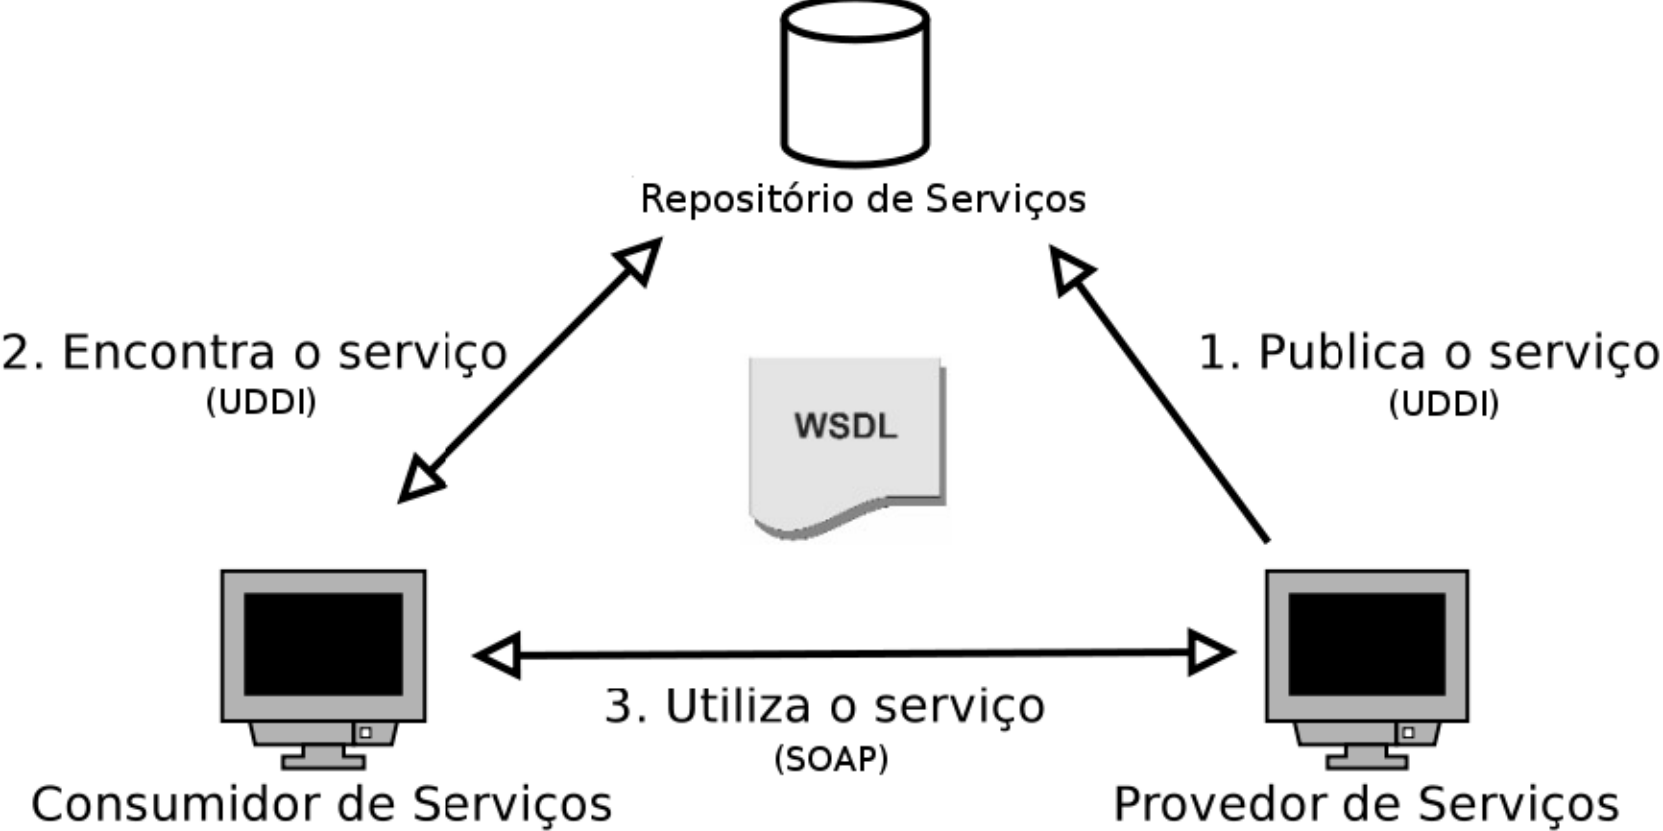 Repositório de Serviços
2. Encontra o serviço
(UDDI)
1. Publica o serviço
(UDDI)
WSDL
3. Utiliza o serviço
(SOAP)
Consumidor de Serviços
Provedor de Serviços